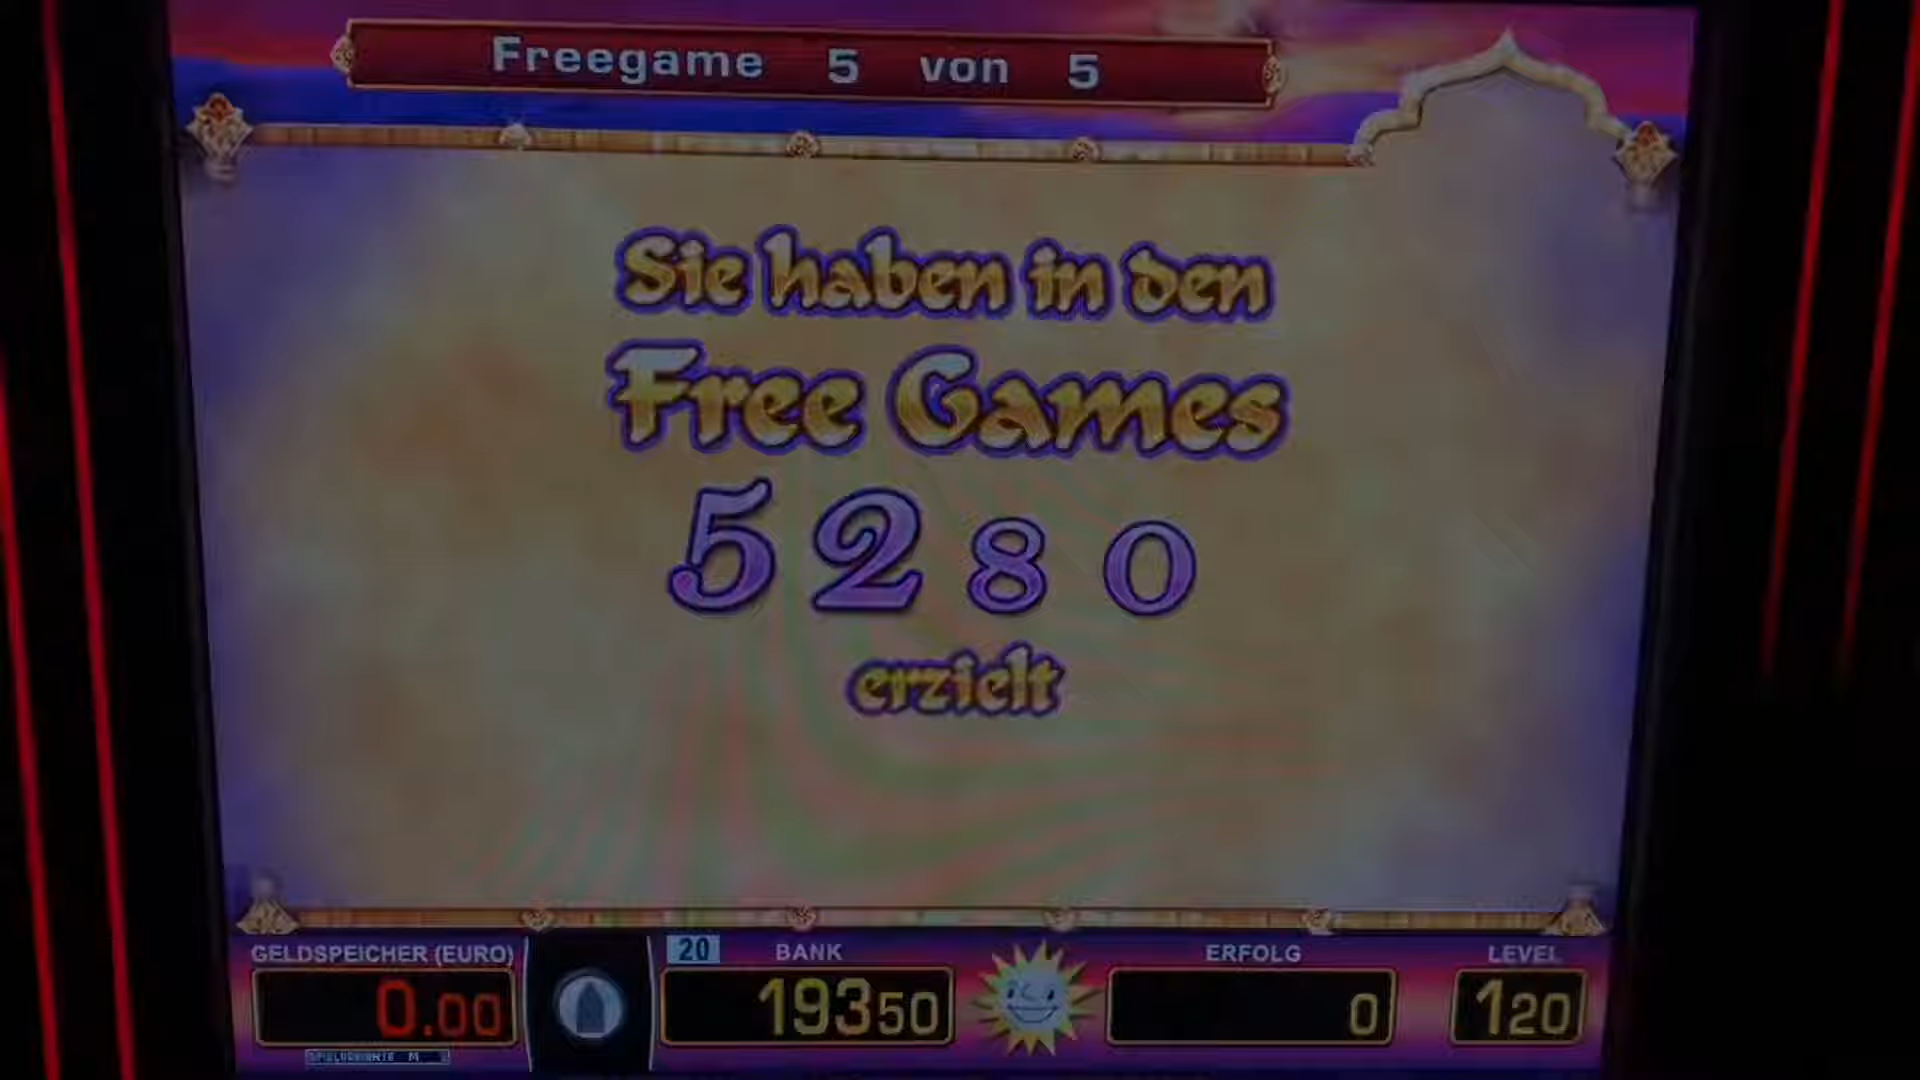 Freegame 5 von 5
Sie haben in den
Free Games
5280
erzielt
GELDSPEICHER (EURO)
20 BANK
ERFOLG
LEVEL
0.00
19350
0
120